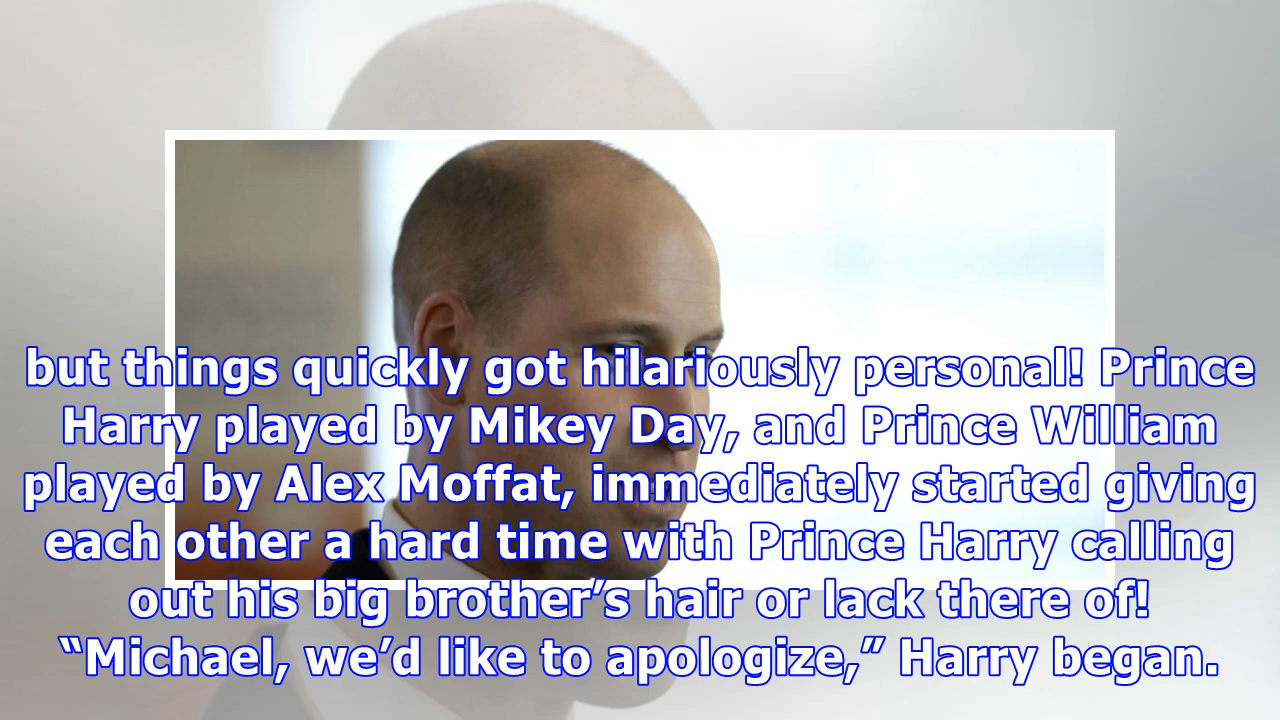 but things quickly got hilariously personal! Prince
Harry played by Mikey Day, and Prince William
played by Alex Moffat, immediately started giving
each other a hard time with Prince Harry calling
out his big brother’s hair or lack there of!
“Michael, we’d like to apologize,” Harry began.